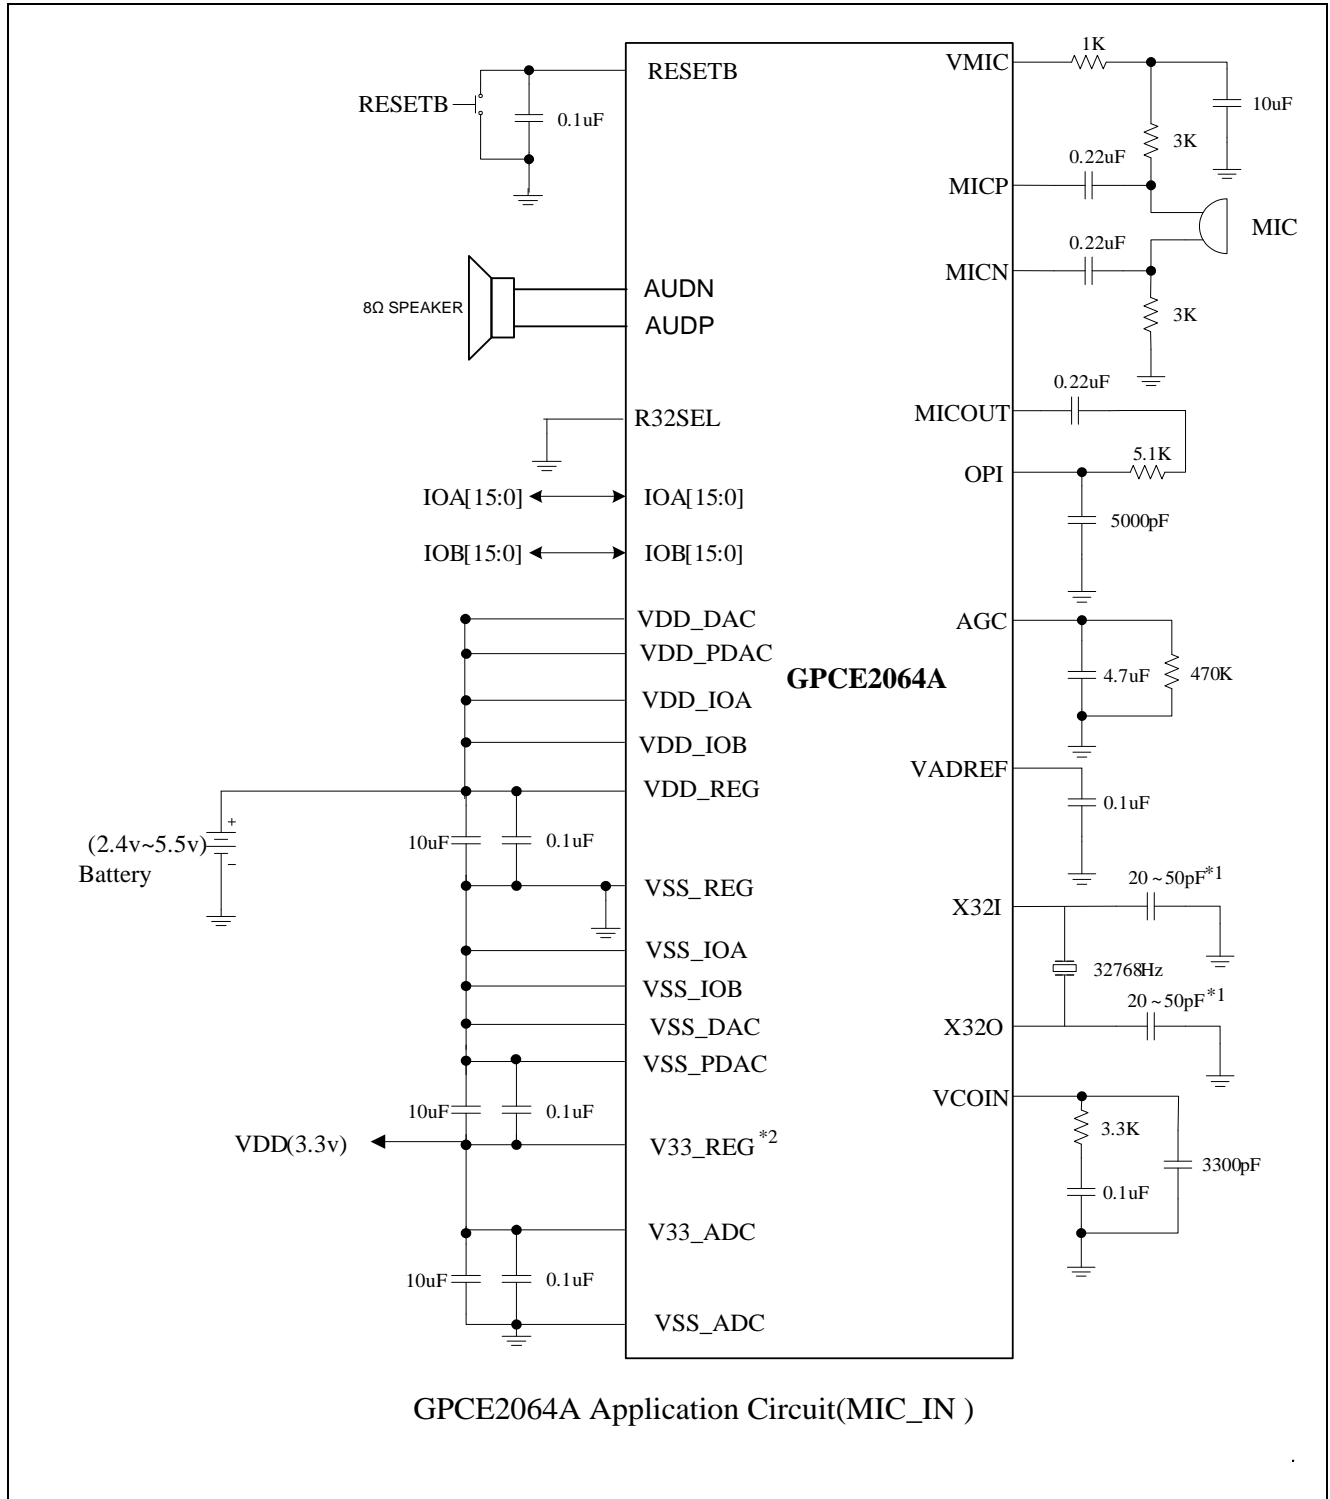 RESETB
RESETB
0.1uF
8Ω SPEAKER
AUDN
AUDP
R32SEL
IOA[15:0]
IOA[15:0]
IOB[15:0]
IOB[15:0]
VDD_DAC
VDD_PDAC
VDD_IOA
VDD_IOB
VDD_REG
+
(2.4v~5.5v)
−
Battery
10uF
0.1uF
VSS_REG
VSS_IOA
VSS_IOB
VSS_DAC
VSS_PDAC
10uF
0.1uF
VDD(3.3v)
V33_REG*2
V33_ADC
10uF
0.1uF
VSS_ADC
GPCE2064A
VMIC
1K
10uF
3K
0.22uF
MICP
MIC
0.22uF
MICN
3K
0.22uF
MICOUT
5.1K
OPI
5000pF
AGC
4.7uF
470K
VADREF
0.1uF
20~50pF*1
X32I
32768Hz
20~50pF*1
X32O
VCOIN
3.3K
3300pF
0.1uF
GPCE2064A Application Circuit(MIC_IN )
.